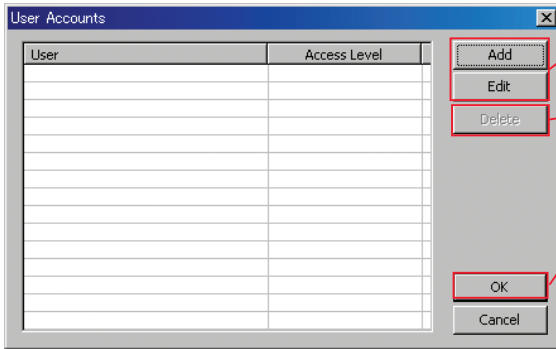 User Accounts
User Access Level
Add
Edit
Delete
OK
Cancel